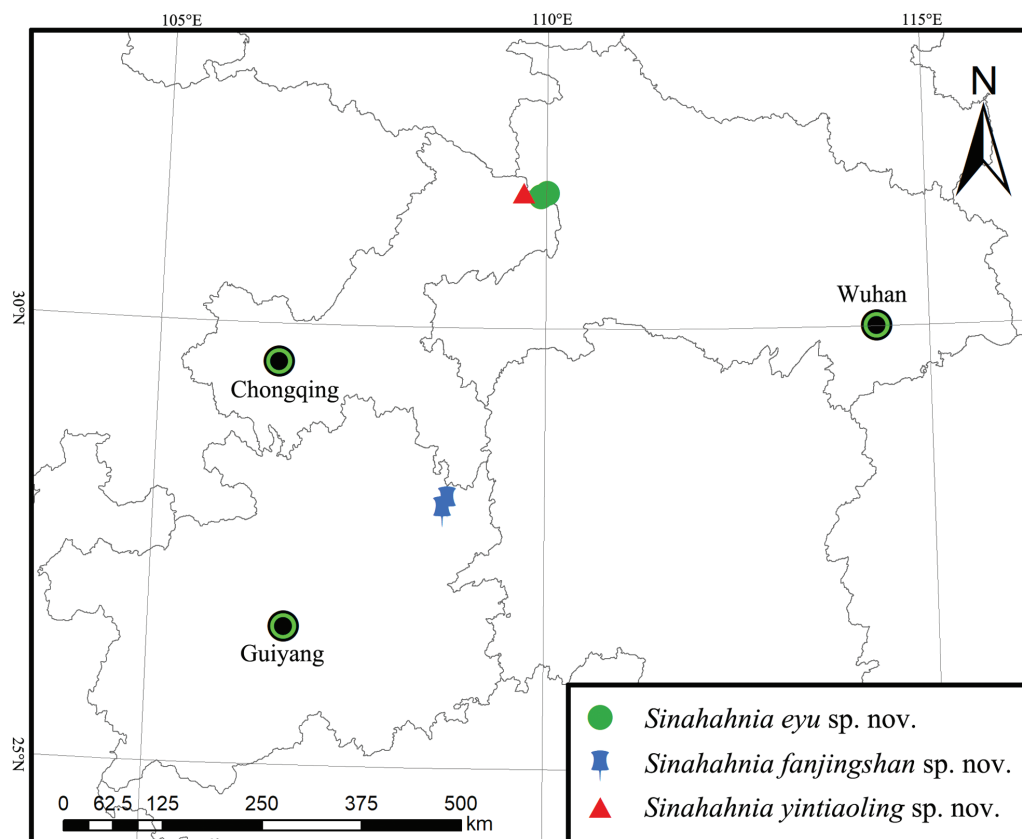 105°E 110°E 115°E
N
30°N
Wuhan
Chongqing
Guiyang
25°N
Sinahahnia eyu sp. nov.
Sinahahnia fanjingshan sp. nov.
Sinahahnia yintiaoling sp. nov.
0 62.5 125 250 375 500
km